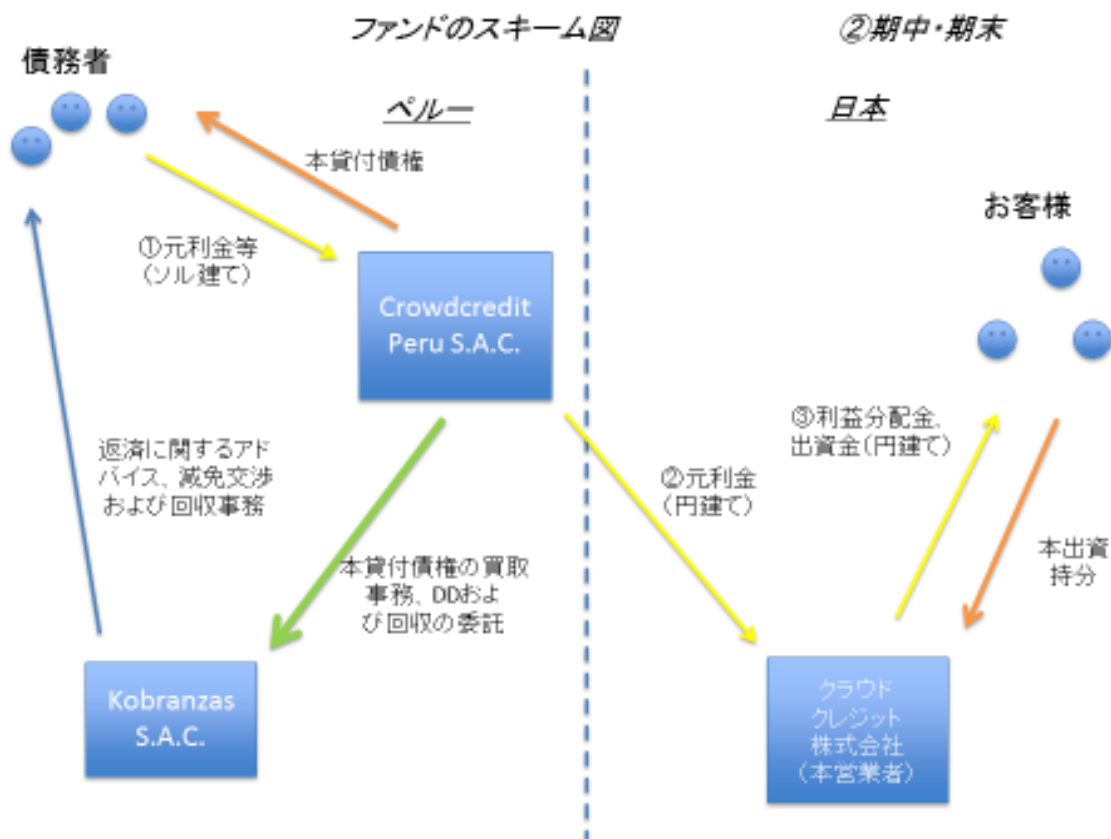 ファンドのスキーム図
②期中・期末
債務者
ペルー
日本
本貸付債権
お客様
①元利金等
(ソル建て)
Crowdcredit
Peru S.A.C.
③利益分配金、
出資金(円建て)
返済に関するアド
バイス、減免交渉
および回収事務
②元利金
(円建て)
本出資
持分
本貸付債権の買取
事務、DDおよ
び回収の委託
Kobranzas
S.A.C.
クラウド
クレジット
株式会社
(本営業者)